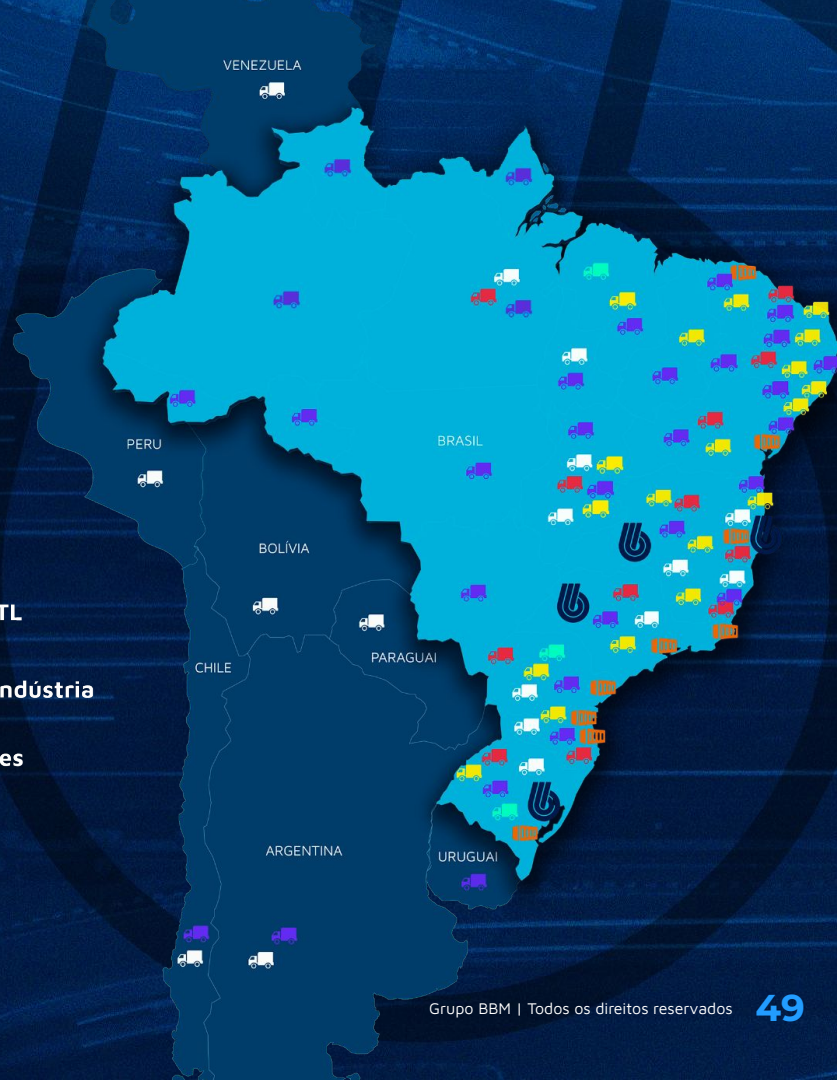 VENEZUELA
BRASIL
PERU
BOLÍVIA
TL
PARAGUAI
CHILE
ndústria
es
ARGENTINA
URUGUAI
Grupo BBM | Todos os direitos reservados 49